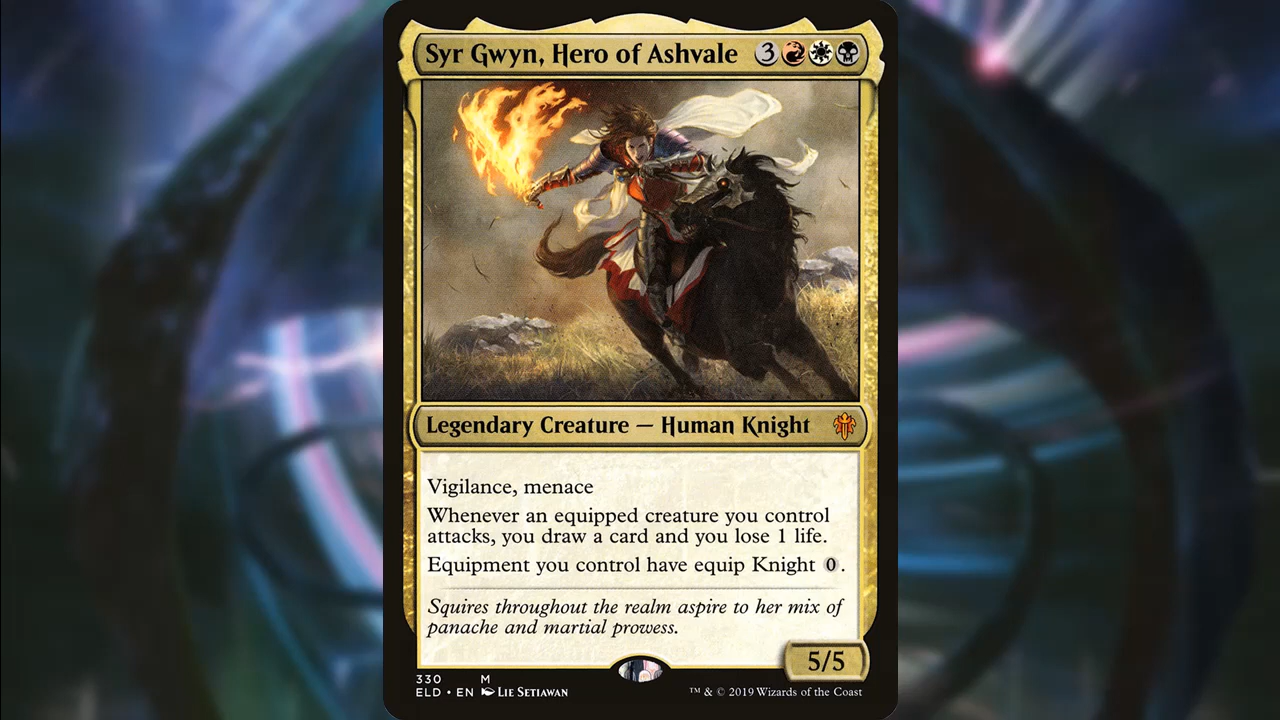 Syr Gwyn, Hero of Ashvale 3
Legendary Creature — Human Knight
Vigilance, menace
Whenever an equipped creature you control
attacks, you draw a card and you lose 1 life.
Equipment you control have equip Knight 0.
Squires throughout the realm aspire to her mix of
panache and martial prowess.
5/5
330 M
ELD • EN LIE SETIAWAN ™ & © 2019 Wizards of the Coast